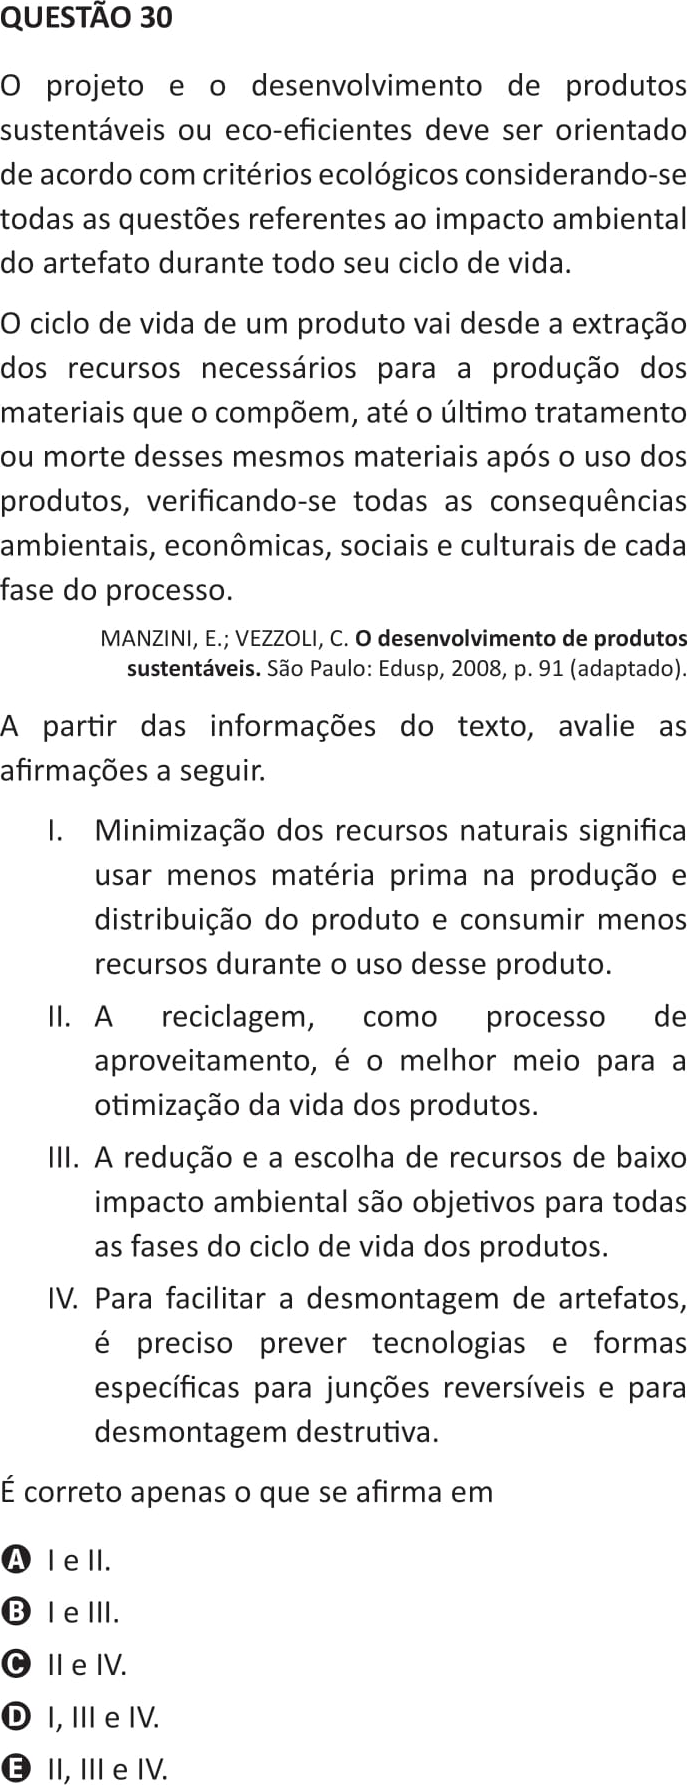 QUESTÃO 30
O projeto e o desenvolvimento de produtos
sustentáveis ou eco-eficientes deve ser orientado
de acordo com critérios ecológicos considerando-se
todas as questões referentes ao impacto ambiental
do artefato durante todo seu ciclo de vida.
O ciclo de vida de um produto vai desde a extração
dos recursos necessários para a produção dos
materiais que o compõem, até o último tratamento
ou morte desses mesmos materiais após o uso dos
produtos, verificando-se todas as consequências
ambientais, econômicas, sociais e culturais de cada
fase do processo.
MANZINI, E.; VEZZOLI, C. O desenvolvimento de produtos
sustentáveis. São Paulo: Edusp, 2008, p. 91 (adaptado).
A partir das informações do texto, avalie as
afirmações a seguir.
I. Minimização dos recursos naturais significa
usar menos matéria prima na produção e
distribuição do produto e consumir menos
recursos durante o uso desse produto.
II. A reciclagem, como processo de
aproveitamento, é o melhor meio para a
otimização da vida dos produtos.
III. A redução e a escolha de recursos de baixo
impacto ambiental são objetivos para todas
as fases do ciclo de vida dos produtos.
IV. Para facilitar a desmontagem de artefatos,
é preciso prever tecnologias e formas
específicas para junções reversíveis e para
desmontagem destrutiva.
É correto apenas o que se afirma em
A I e II.
B I e III.
C II e IV.
D I, III e IV.
E II, III e IV.